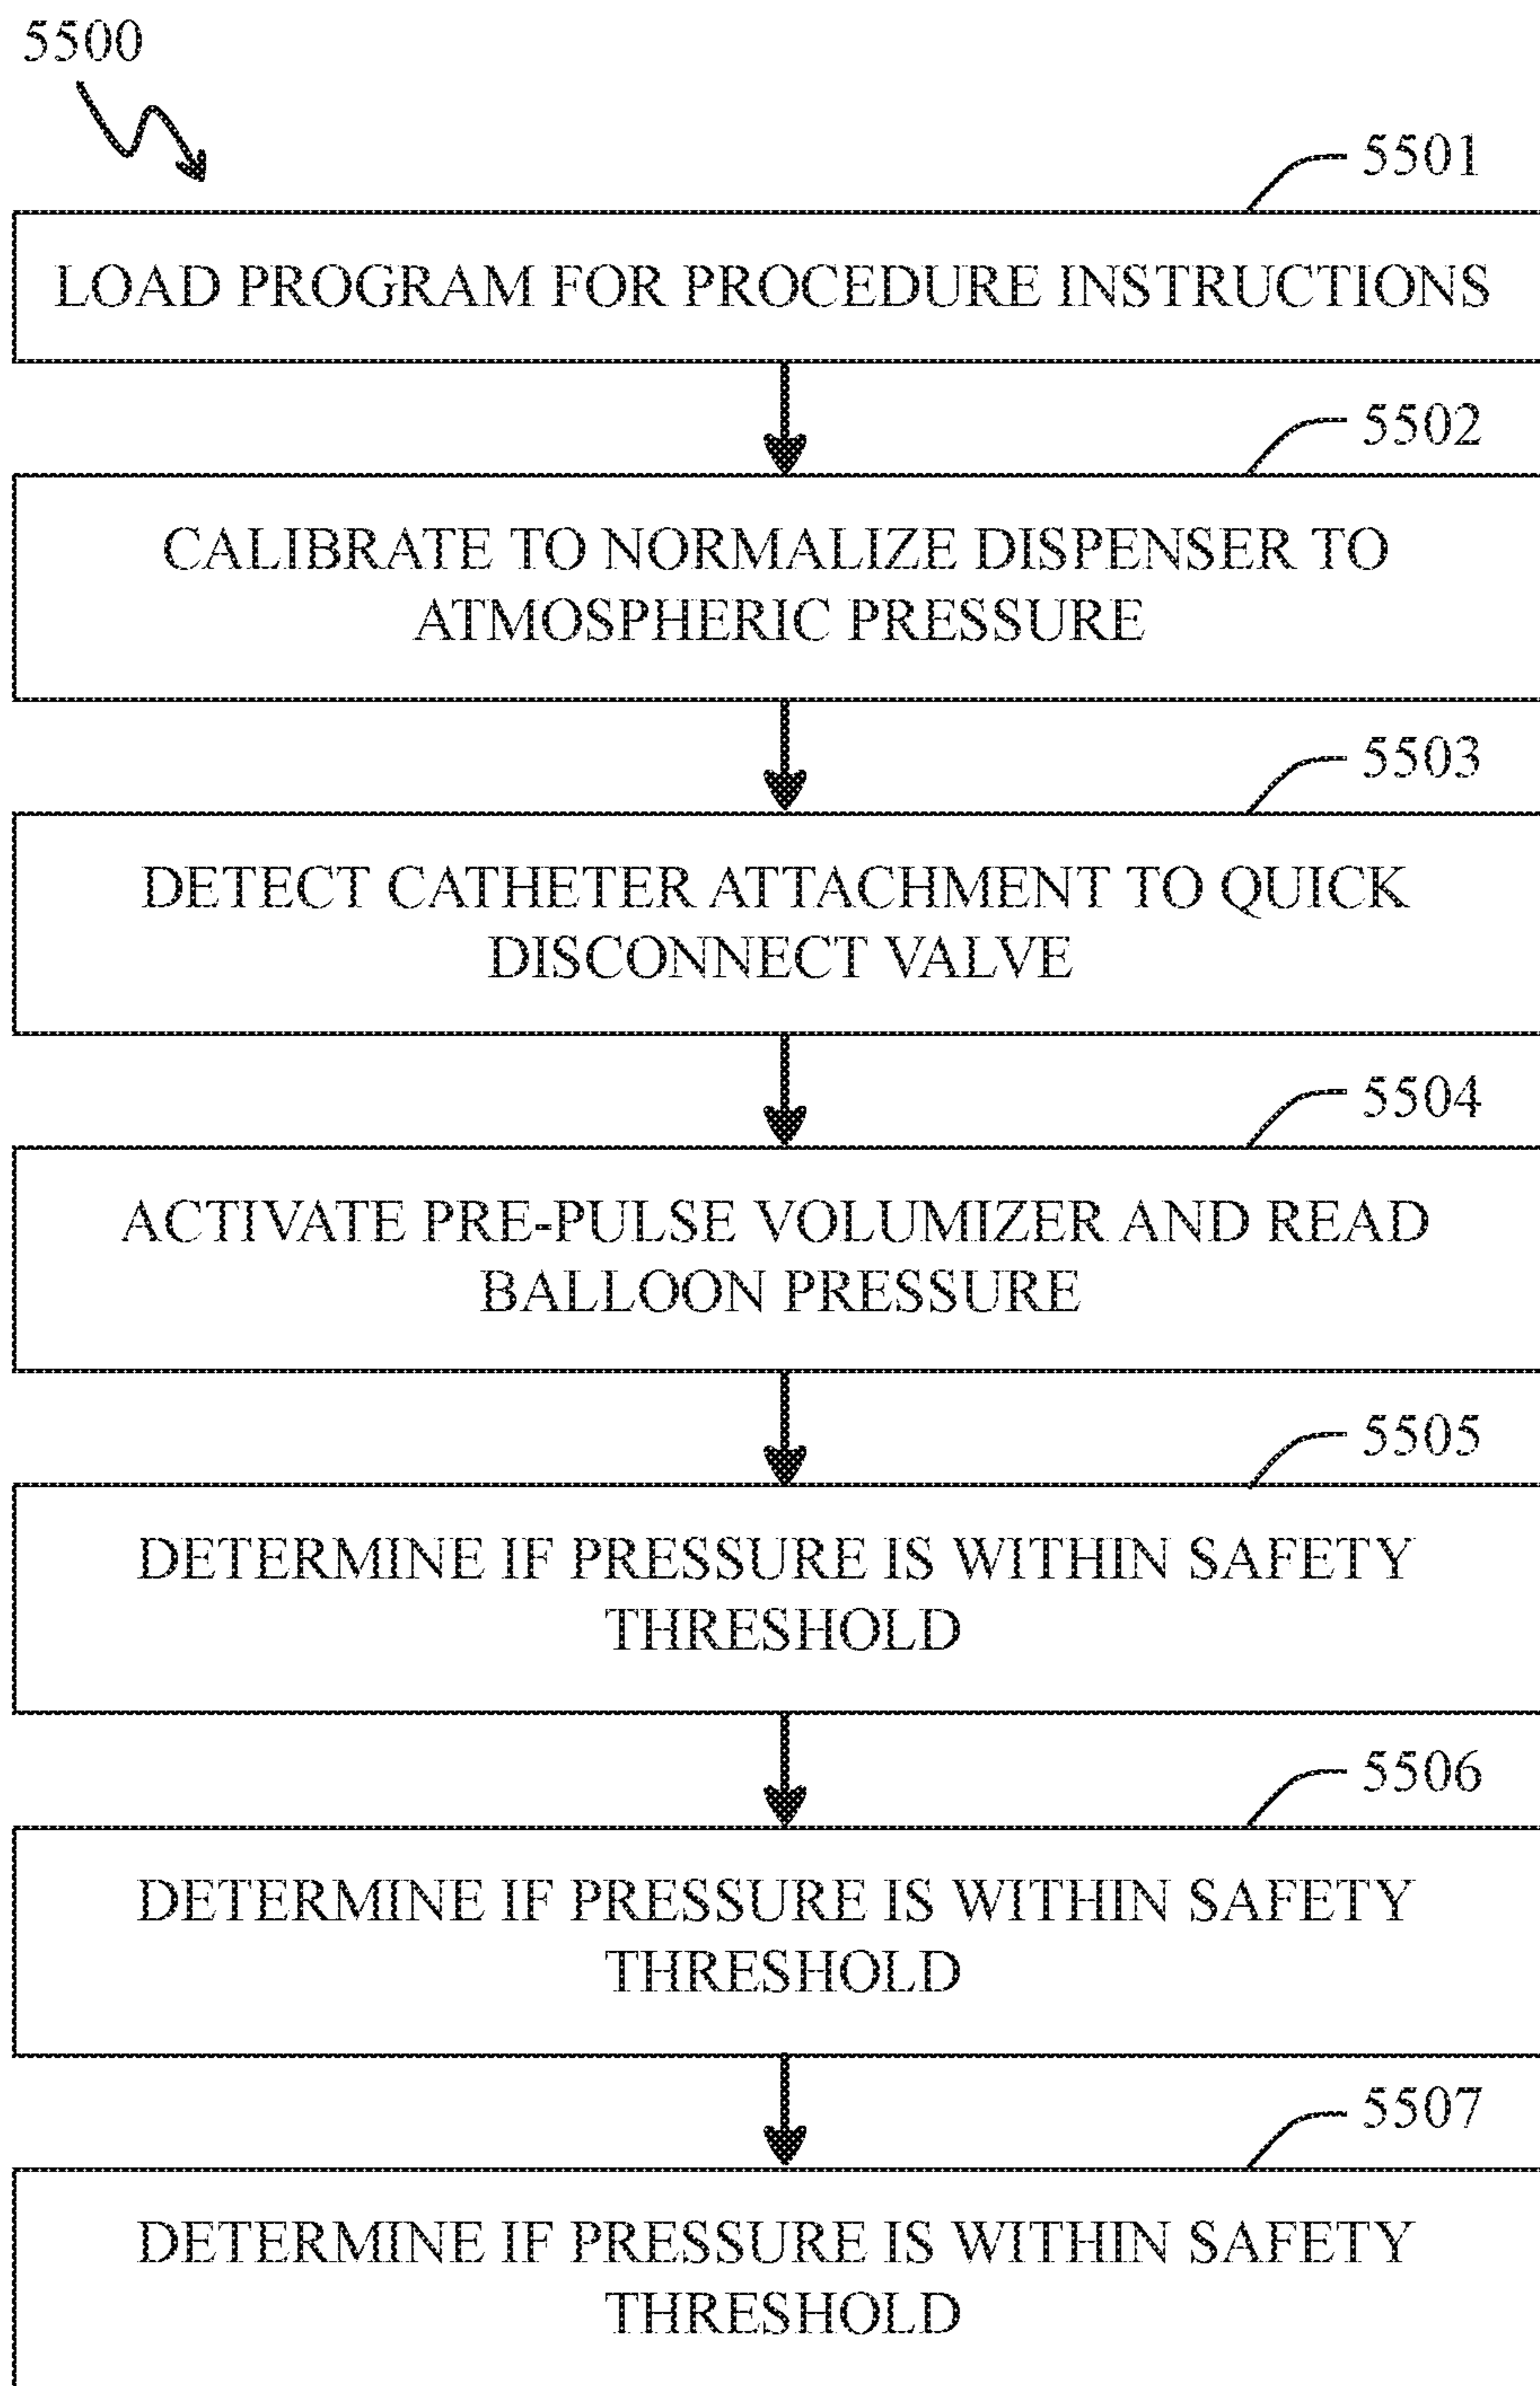 5500
5501
LOAD PROGRAM FOR PROCEDURE INSTRUCTIONS
5502
CALIBRATE TO NORMALIZE DISPENSER TO
ATMOSPHERIC PRESSURE
5503
DETECT CATHETER ATTACHMENT TO QUICK
DISCONNECT VALVE
5504
ACTIVATE PRE-PULSE VOLUMIZER AND READ
BALLOON PRESSURE
5505
DETERMINE IF PRESSURE IS WITHIN SAFETY
THRESHOLD
5506
DETERMINE IF PRESSURE IS WITHIN SAFETY
THRESHOLD
5507
DETERMINE IF PRESSURE IS WITHIN SAFETY
THRESHOLD